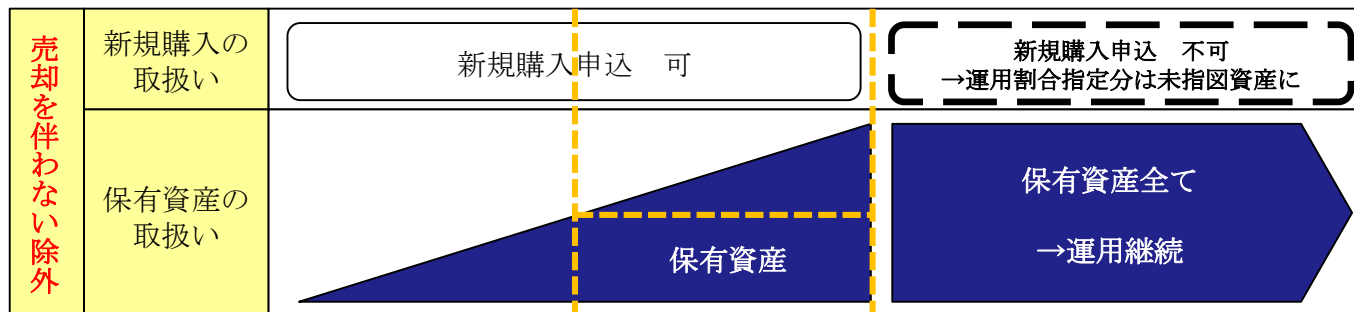 売却を伴わない除外
新規購入の
取扱い
新規購入申込　可
新規購入申込　不可
→運用割合指定分は未指図資産に
保有資産の
取扱い
保有資産
保有資産全て
→運用継続